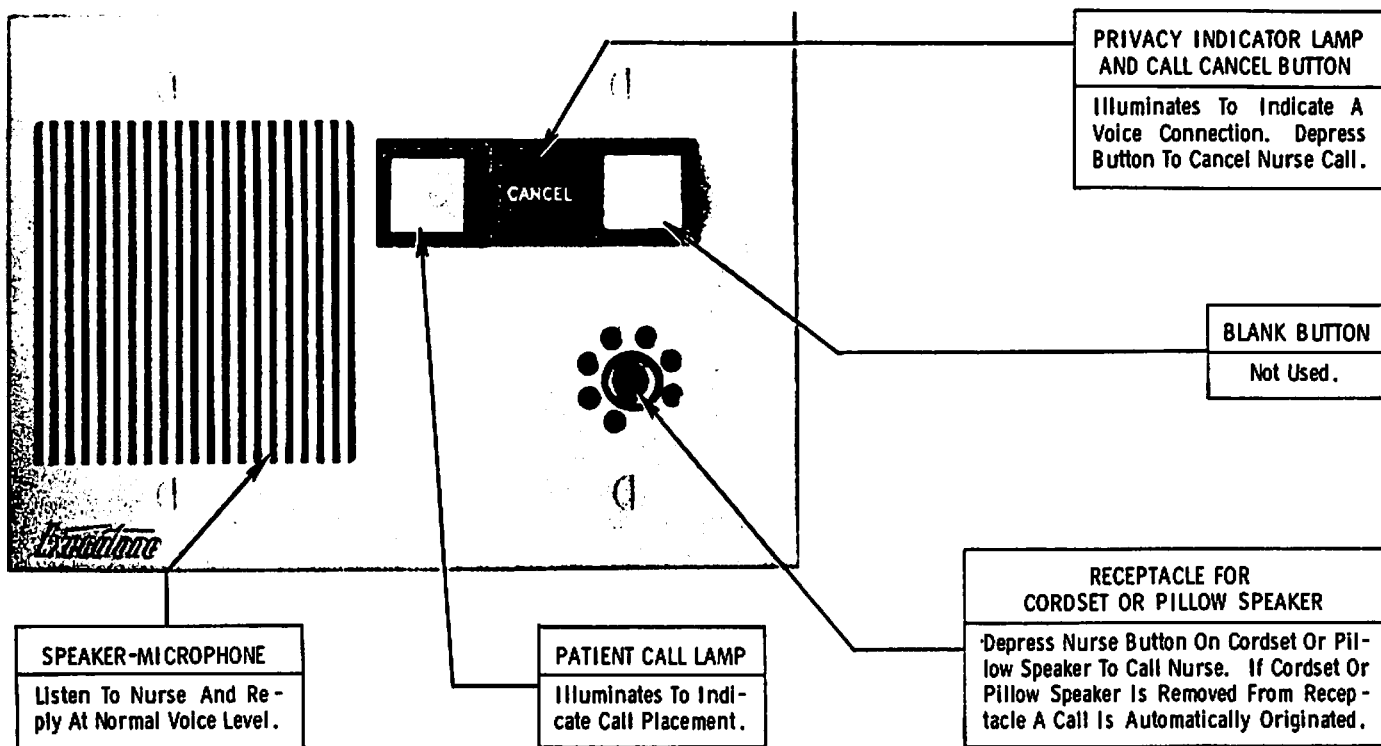 PRIVACY INDICATOR LAMP
AND CALL CANCEL BUTTON
Illuminates To Indicate A
Voice Connection. Depress
Button To Cancel Nurse Call.
CANCEL
BLANK BUTTON
Not Used.
Executone
SPEAKER-MICROPHONE
Listen To Nurse And Re-
ply At Normal Voice Level.
PATIENT CALL LAMP
Illuminates To Indi-
cate Call Placement.
RECEPTACLE FOR
CORDSET OR PILLOW SPEAKER
Depress Nurse Button On Cordset Or Pil-
low Speaker To Call Nurse. If Cordset Or
Pillow Speaker Is Removed From Recep-
tacle A Call Is Automatically Originated.